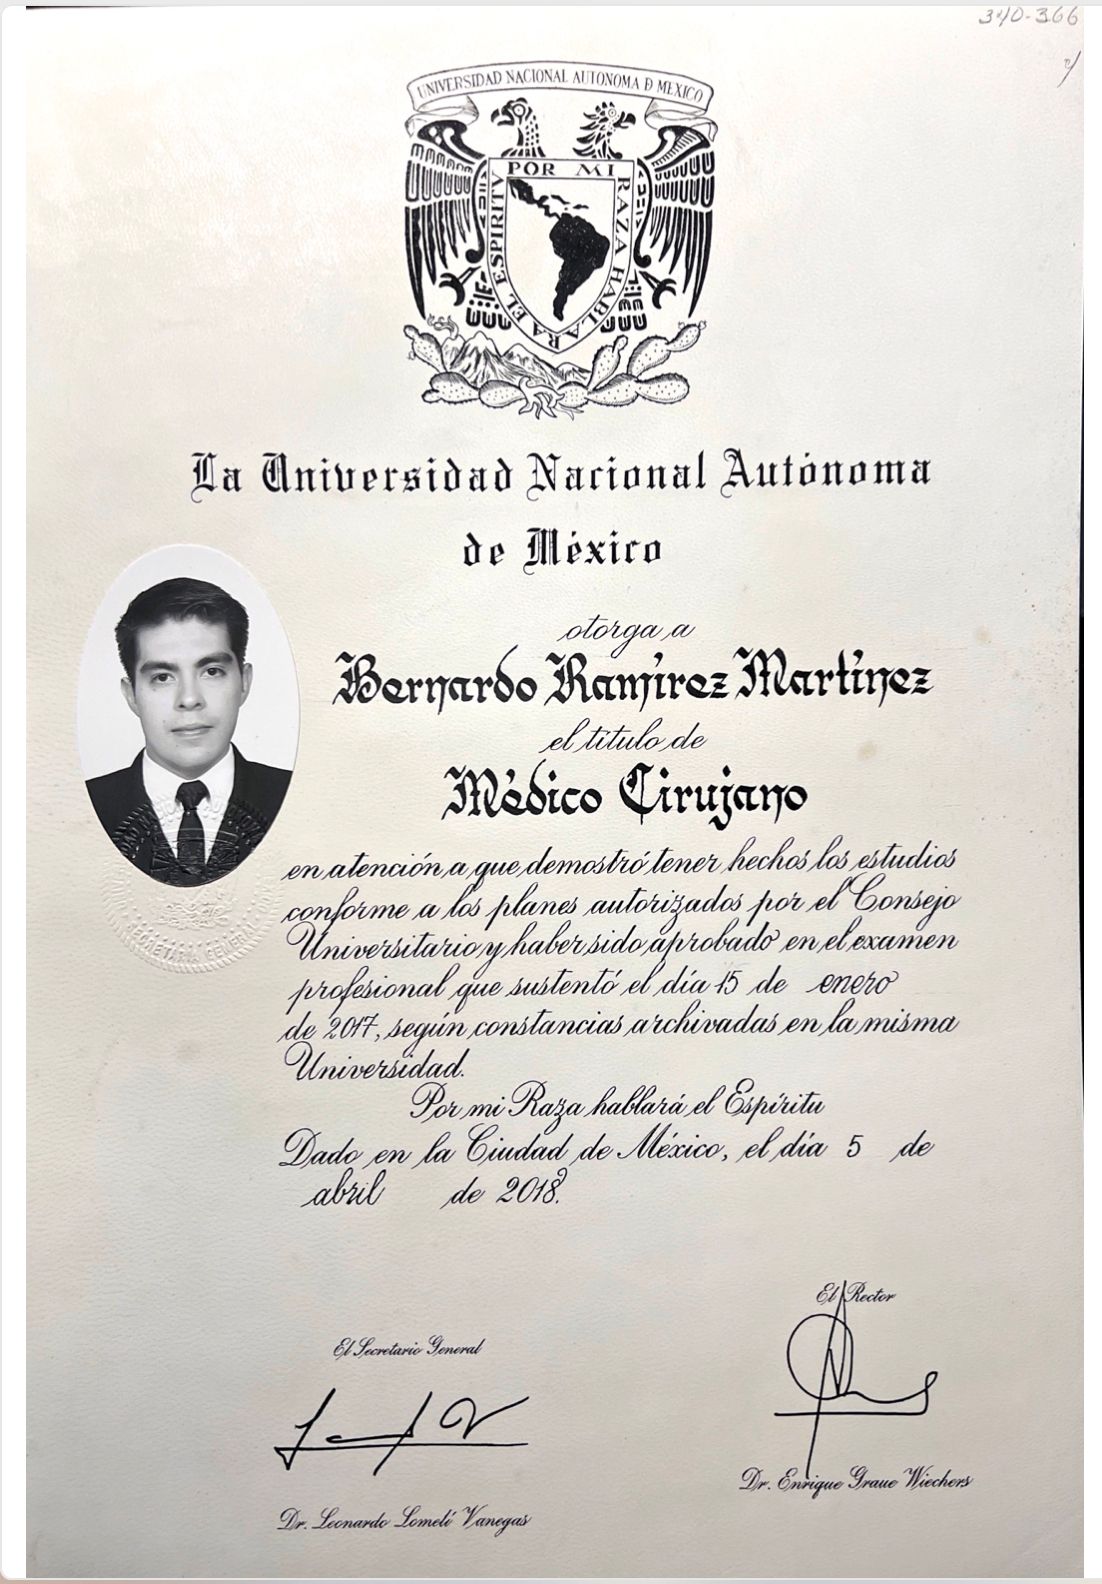 340-366
UNIVERSIDAD NACIONAL AUTONOMA D MEXICO
POR MI RAZA HABLARA EL ESPIRITV
La Universidad Nacional Autónoma
de México
otorga a
Bernardo Ramírez Martínez
el título de
Médico Cirujano
en atención a que demostró tener hechos los estudios
conforme a los planes autorizados por el Consejo
Universitario y haber sido aprobado en el examen
profesional que sustentó el día 15 de enero
de 2017, según constancias archivadas en la misma
Universidad.
Por mi Raza hablará el Espíritu
Dado en la Ciudad de México, el día 5 de
abril de 2018.
El Rector
El Secretario General
Dr. Enrique Graue Wiechers
Dr. Leonardo Lomelí Vanegas
SECRETARIA GENERAL